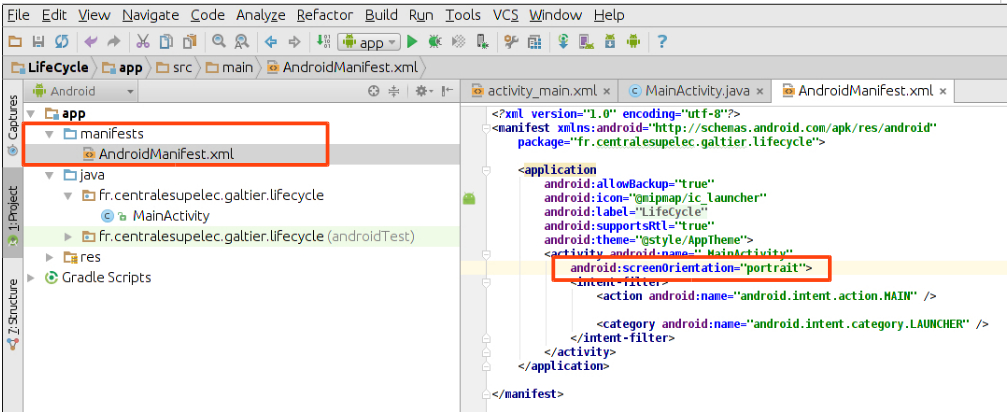 File Edit View Navigate Code Analyze Refactor Build Run Tools VCS Window Help
app
LifeCycle app src main AndroidManifest.xml
Android
activity_main.xml MainActivity.java AndroidManifest.xml
Captures
1: Project
7: Structure
app
manifests
AndroidManifest.xml
java
fr.centralesupelec.galtier.lifecycle
MainActivity
fr.centralesupelec.galtier.lifecycle (androidTest)
res
Gradle Scripts
<?xml version="1.0" encoding="utf-8"?>
<manifest xmlns:android="http://schemas.android.com/apk/res/android"
package="fr.centralesupelec.galtier.lifecycle">
<application
android:allowBackup="true"
android:icon="@mipmap/ic_launcher"
android:label="LifeCycle"
android:supportsRtl="true"
android:theme="@style/AppTheme">
<activity android:name=".MainActivity"
android:screenOrientation="portrait">
<intent-filter>
<action android:name="android.intent.action.MAIN" />
<category android:name="android.intent.category.LAUNCHER" />
</intent-filter>
</activity>
</application>
</manifest>